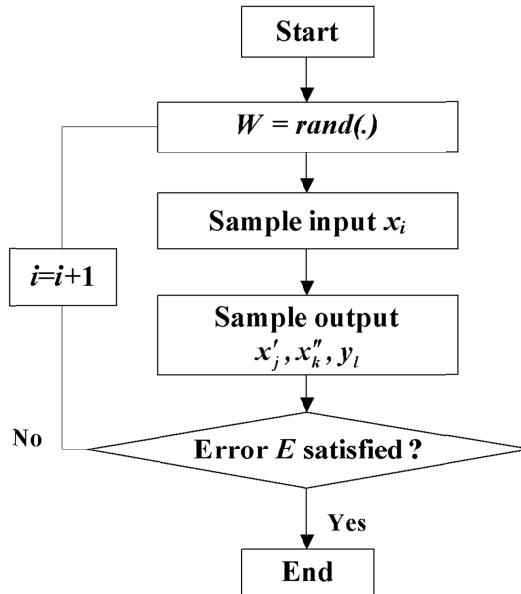 Start
W = rand(.)
Sample input xᵢ
i=i+1
Sample output
x′ⱼ , x″ₖ , yₗ
No
Error E satisfied ?
Yes
End